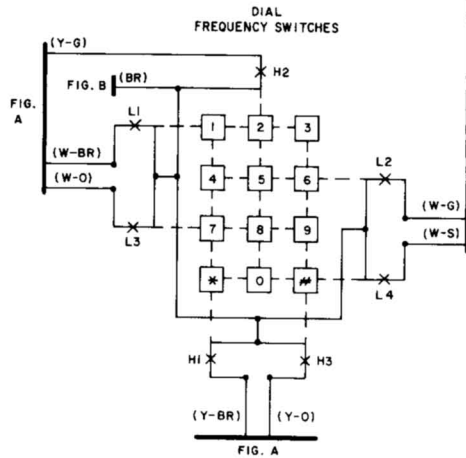 DIAL
FREQUENCY SWITCHES
(Y-G)
H2
(BR)
FIG. B
FIG.
A
L1
1 2 3
(W-BR)
4 5 6
L2
(W-O)
(W-G)
7 8 9
(W-S)
L3
* 0 #
L4
H1
H3
(Y-BR) (Y-O)
FIG. A